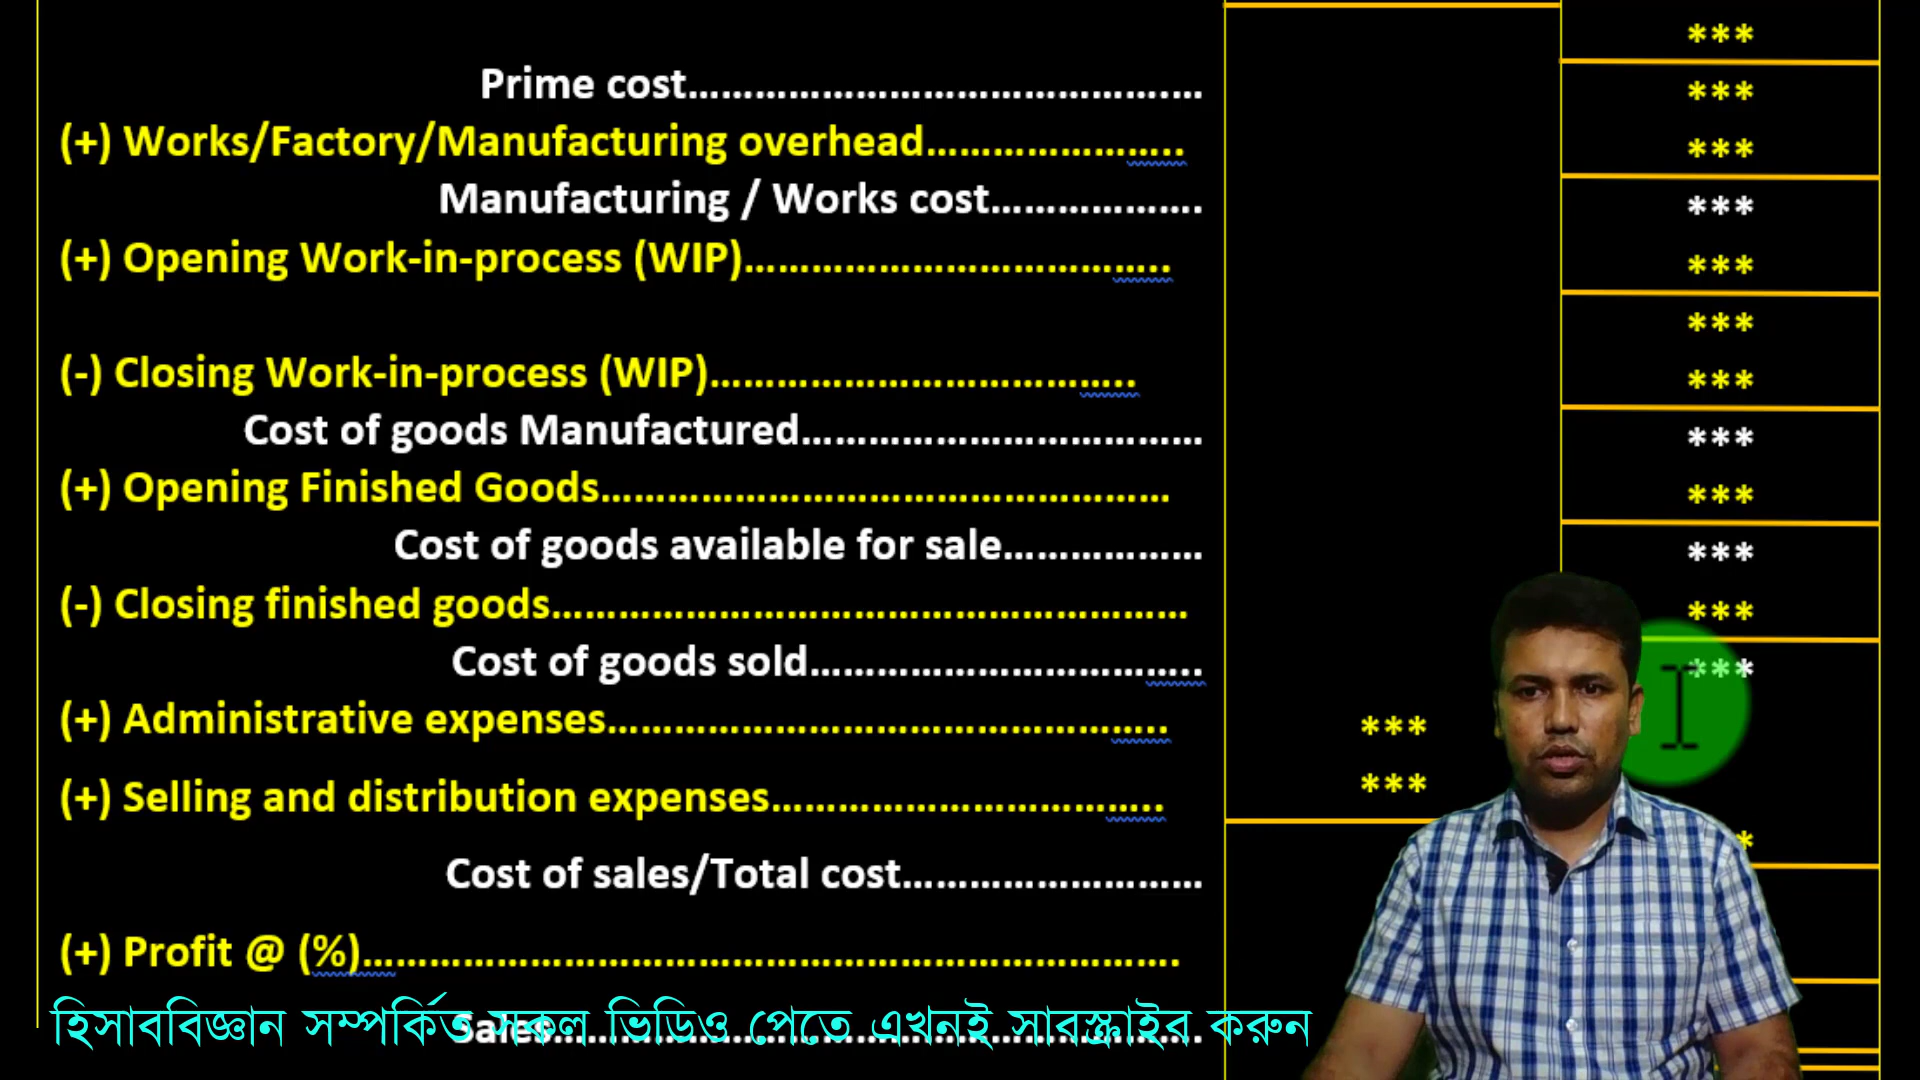 ***
Prime cost………………………………………… ***
(+) Works/Factory/Manufacturing overhead…………………….. ***
Manufacturing / Works cost………………. ***
(+) Opening Work-in-process (WIP)………………………………….. ***
***
(-) Closing Work-in-process (WIP)………………………………….. ***
Cost of goods Manufactured……………………………… ***
(+) Opening Finished Goods………………………………………………… ***
Cost of goods available for sale……………… ***
(-) Closing finished goods……………………………………………………… ***
Cost of goods sold……………………………….. ***
(+) Administrative expenses……………………………………………….. ***
(+) Selling and distribution expenses……………………………….. ***
Cost of sales/Total cost………………………
(+) Profit @ (%)……………………………………………………………………….
Sales……………………………………………………….
হিসাববিজ্ঞান সম্পর্কিত সকল ভিডিও পেতে এখনই সাবস্ক্রাইব করুন